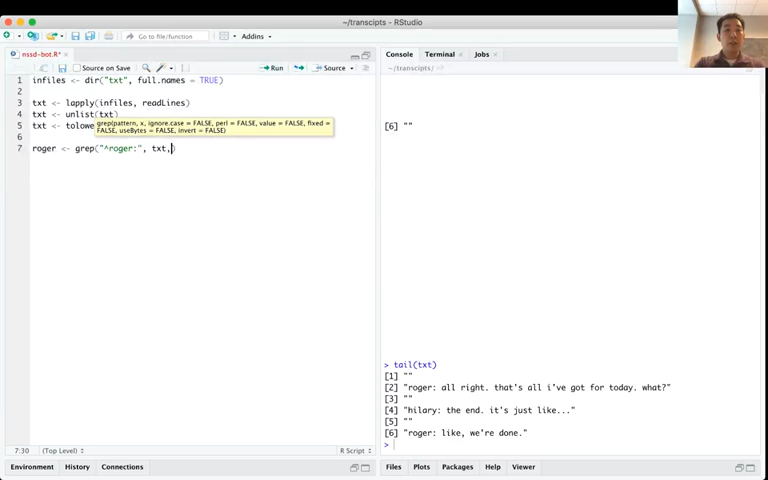 ~/transcipts - RStudio
Go to file/function
Addins
nssd-bot.R*
Source on Save
Run
Source
1 infiles <- dir("txt", full.names = TRUE)
2
3 txt <- lapply(infiles, readLines)
4 txt <- unlist(txt)
5 txt <- tolowe
grep(pattern, x, ignore.case = FALSE, perl = FALSE, value = FALSE, fixed =
FALSE, useBytes = FALSE, invert = FALSE)
6
7 roger <- grep("^roger:", txt,)
7:30 (Top Level) R Script
Environment History Connections
Console Terminal Jobs
~/transcipts/
[6] ""
> tail(txt)
[1] ""
[2] "roger: all right. that's all i've got for today. what?"
[3] ""
[4] "hilary: the end. it's just like..."
[5] ""
[6] "roger: like, we're done."
>
Files Plots Packages Help Viewer